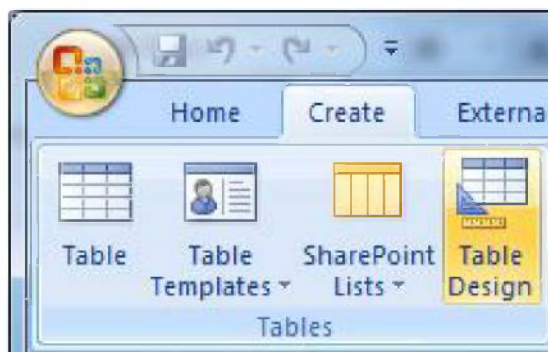 Home Create Externa
Table Table SharePoint Table
Templates Lists Design
Tables